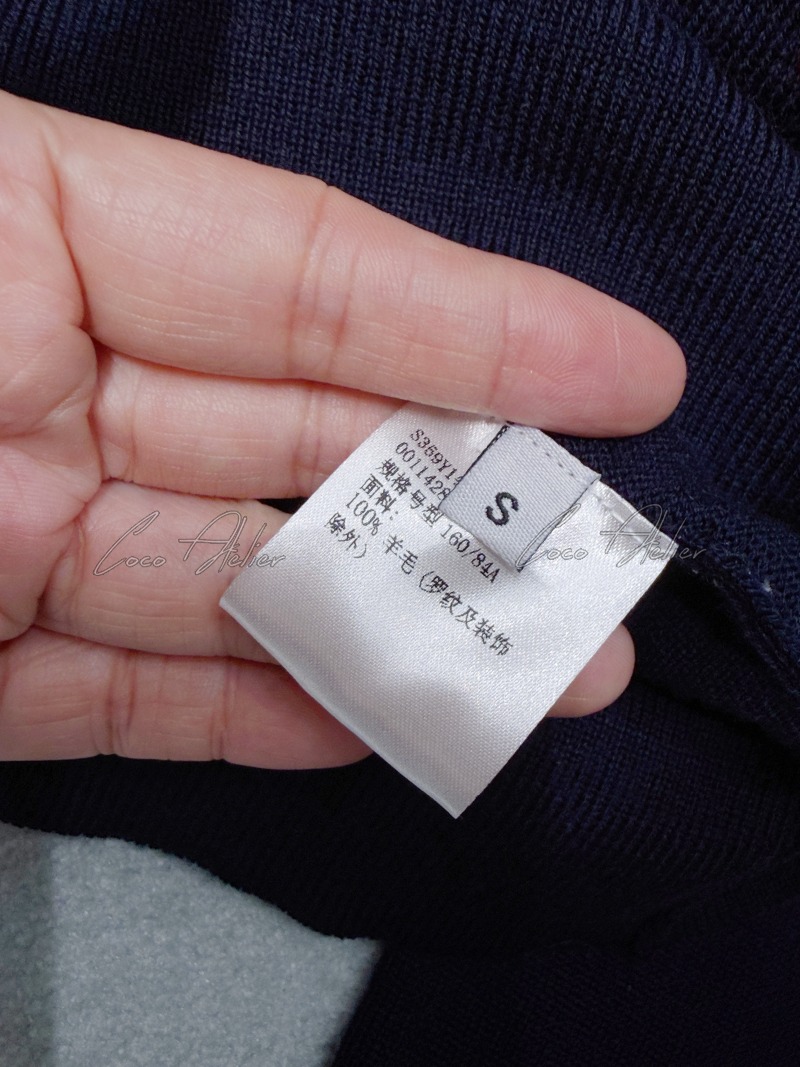 S359Y14
0011428
规格号型 160/84A
面料:
100% 羊毛 (罗纹及装饰
除外)
S
Coco Atelier
Coco Atelier